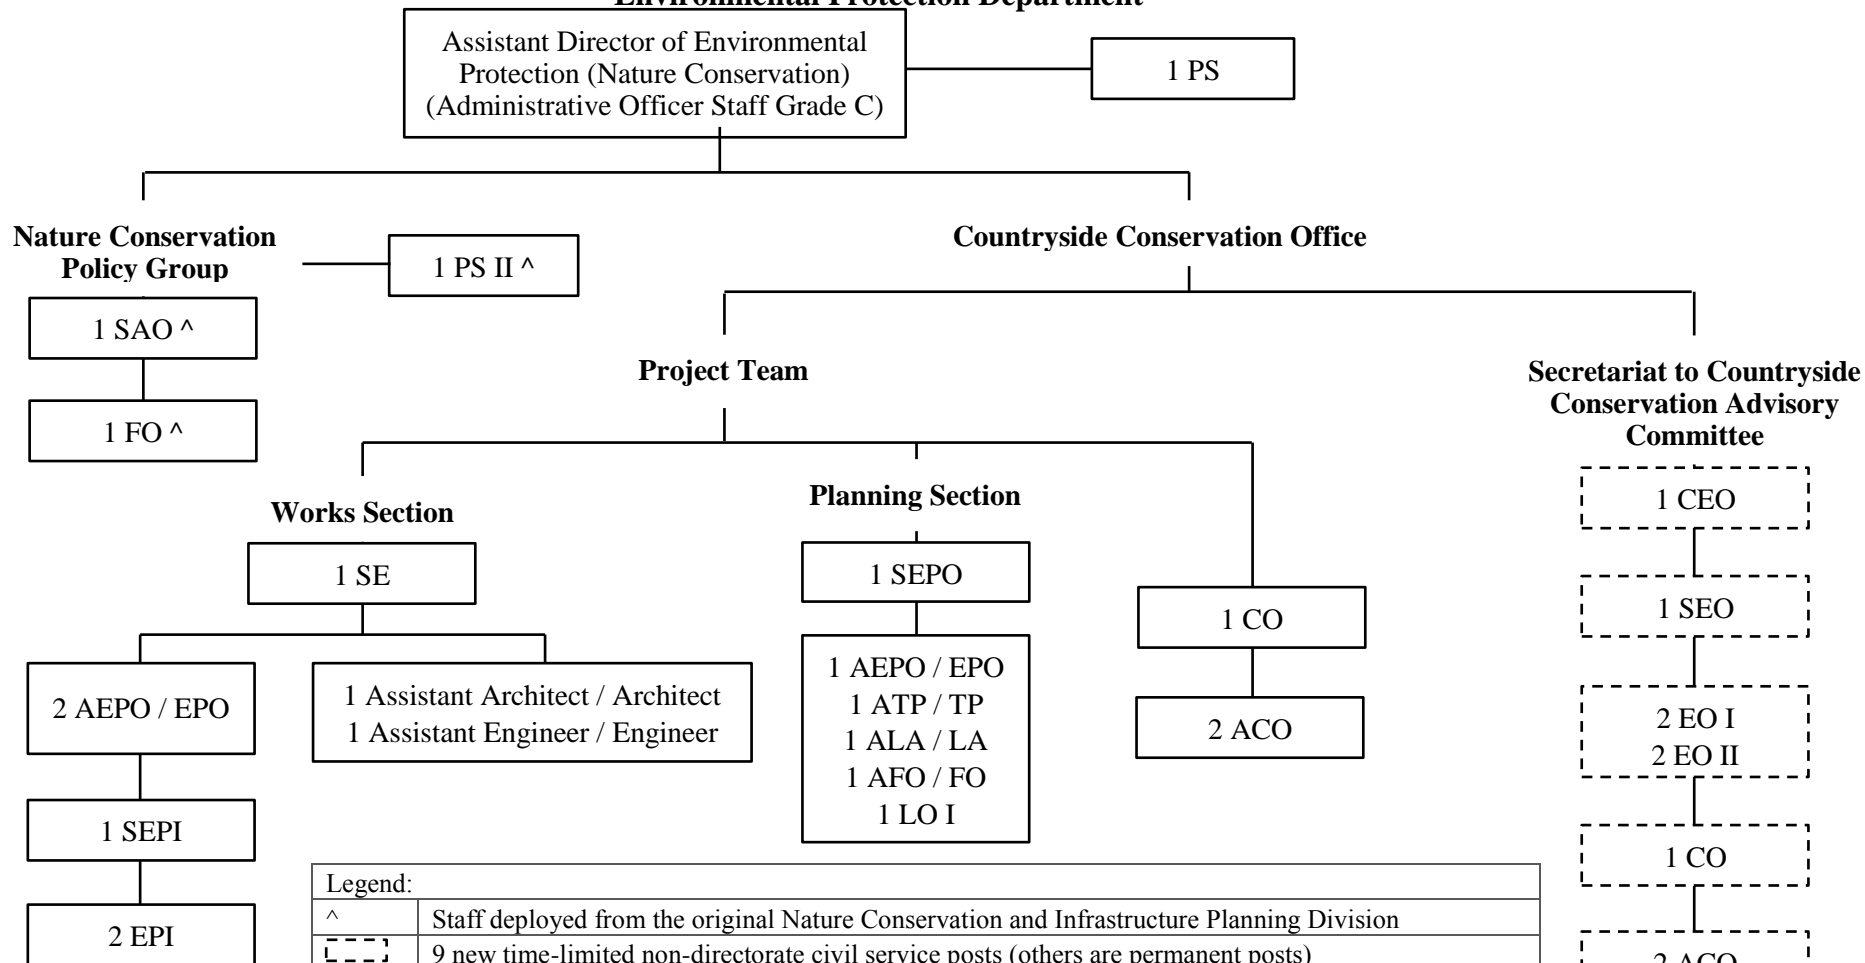 Environmental Protection Department
Assistant Director of Environmental
Protection (Nature Conservation)
(Administrative Officer Staff Grade C)
1 PS
Nature Conservation
Policy Group
1 PS II ^
Countryside Conservation Office
1 SAO ^
1 FO ^
Project Team
Secretariat to Countryside
Conservation Advisory
Committee
Works Section
Planning Section
1 SE
1 SEPO
1 CO
1 CEO
1 SEO
2 AEPO / EPO
1 Assistant Architect / Architect
1 Assistant Engineer / Engineer
1 AEPO / EPO
1 ATP / TP
1 ALA / LA
1 AFO / FO
1 LO I
2 ACO
2 EO I
2 EO II
1 SEPI
1 CO
2 EPI
2 ACO
Legend:
^ Staff deployed from the original Nature Conservation and Infrastructure Planning Division
9 new time-limited non-directorate civil service posts (others are permanent posts)